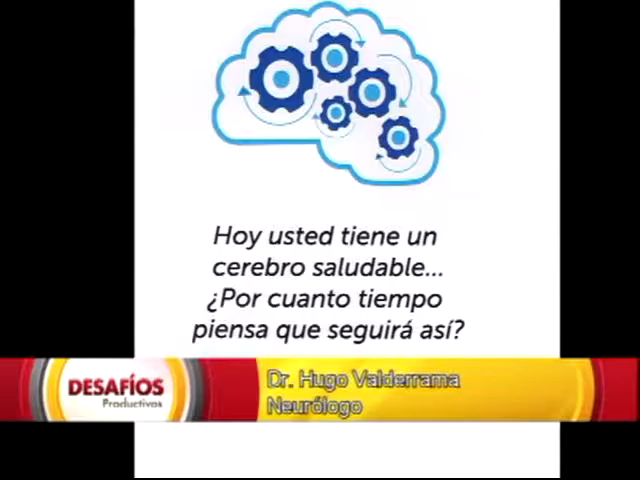 Hoy usted tiene un
cerebro saludable...
¿Por cuanto tiempo
piensa que seguirá así?
DESAFÍOS
Productivos
Dr. Hugo Valderrama
Neurólogo